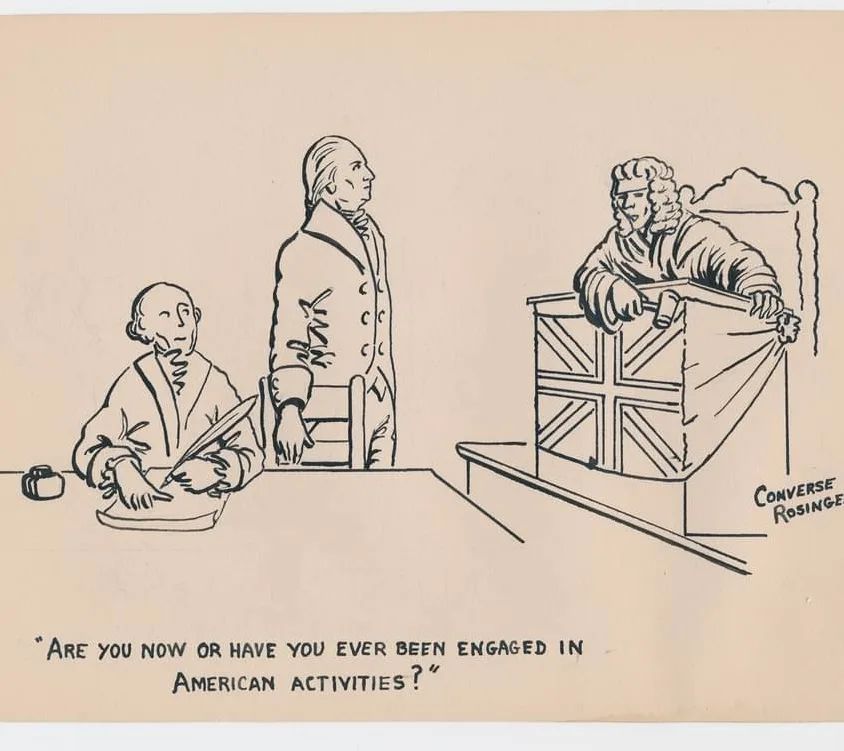 CONVERSE
ROSINGE
"ARE YOU NOW OR HAVE YOU EVER BEEN ENGAGED IN
AMERICAN ACTIVITIES?"